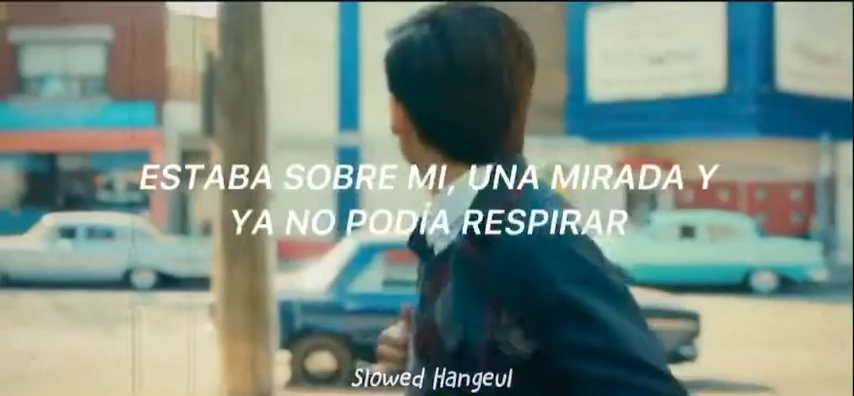 ESTABA SOBRE MI, UNA MIRADA Y
YA NO PODÍA RESPIRAR
Slowed Hangeul